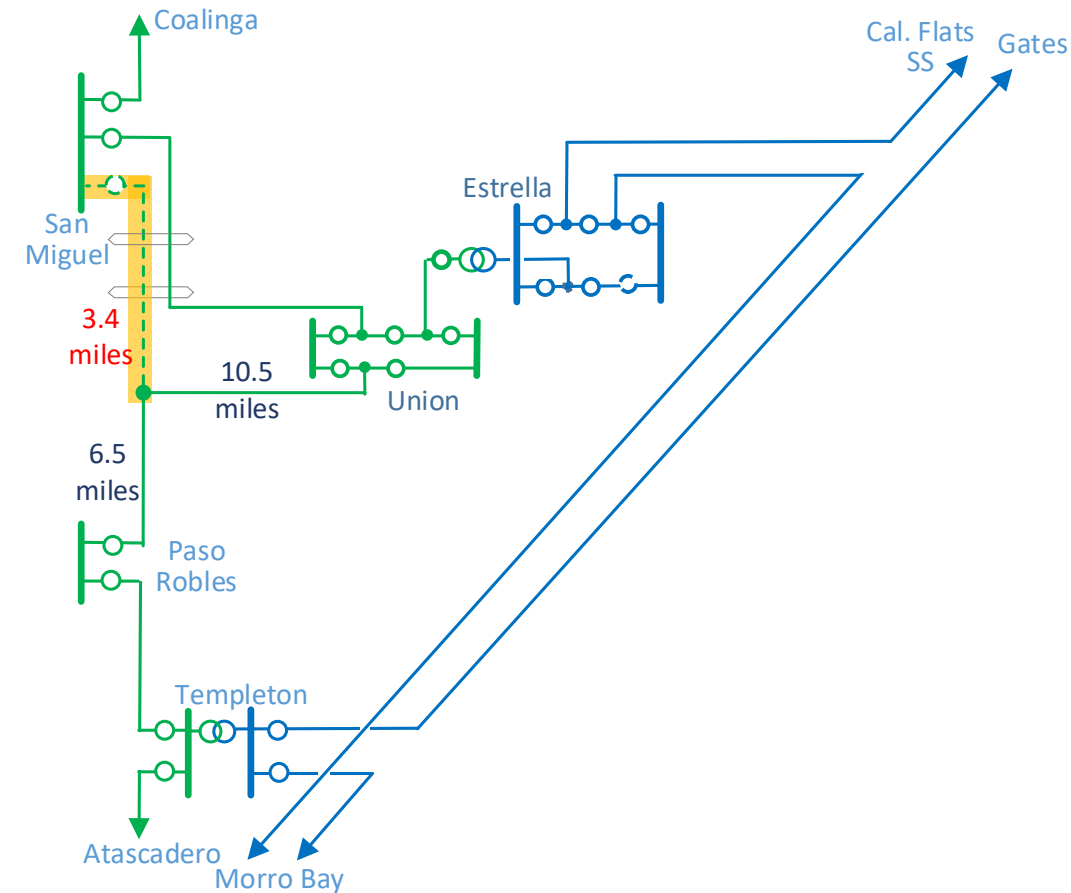 Coalinga
Cal. Flats
SS
Gates
Estrella
San
Miguel
3.4
miles
10.5
miles
Union
6.5
miles
Paso
Robles
Templeton
Atascadero
Morro Bay